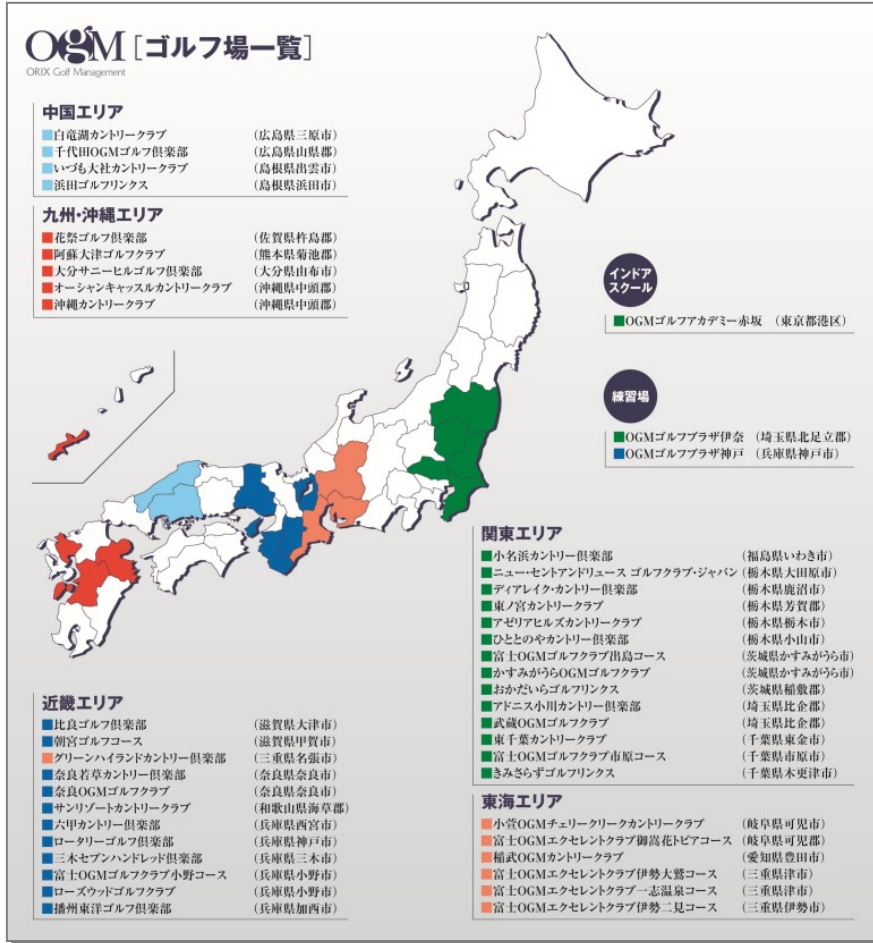 OGM [ゴルフ場一覧]
ORIX Golf Management
中国エリア
白竜湖カントリークラブ (広島県三原市)
千代田OGMゴルフ倶楽部 (広島県山県郡)
いづも大社カントリークラブ (島根県出雲市)
浜田ゴルフリンクス (島根県浜田市)
九州・沖縄エリア
花祭ゴルフ倶楽部 (佐賀県杵島郡)
阿蘇大津ゴルフクラブ (熊本県菊池郡)
大分サニーヒルゴルフ倶楽部 (大分県由布市)
オーシャンキャッスルカントリークラブ (沖縄県中頭郡)
沖縄カントリークラブ (沖縄県中頭郡)
インドア
スクール
OGMゴルフアカデミー赤坂 (東京都港区)
練習場
OGMゴルフプラザ伊奈 (埼玉県北足立郡)
OGMゴルフプラザ神戸 (兵庫県神戸市)
関東エリア
小名浜カントリー倶楽部 (福島県いわき市)
ニュー・セントアンドリュース ゴルフクラブ・ジャパン (栃木県大田原市)
ディアレイク・カントリー倶楽部 (栃木県鹿沼市)
東ノ宮カントリークラブ (栃木県芳賀郡)
アゼリアヒルズカントリークラブ (栃木県栃木市)
ひととのやカントリー倶楽部 (栃木県小山市)
富士OGMゴルフクラブ出島コース (茨城県かすみがうら市)
かすみがうらOGMゴルフクラブ (茨城県かすみがうら市)
おかだいらゴルフリンクス (茨城県稲敷郡)
アドニス小川カントリー倶楽部 (埼玉県比企郡)
武蔵OGMゴルフクラブ (埼玉県比企郡)
東千葉カントリークラブ (千葉県東金市)
富士OGMゴルフクラブ市原コース (千葉県市原市)
きみさらずゴルフリンクス (千葉県木更津市)
近畿エリア
比良ゴルフ倶楽部 (滋賀県大津市)
朝宮ゴルフコース (滋賀県甲賀市)
グリーンハイランドカントリー倶楽部 (三重県名張市)
奈良若草カントリー倶楽部 (奈良県奈良市)
奈良OGMゴルフクラブ (奈良県奈良市)
サンリゾートカントリークラブ (和歌山県海草郡)
六甲カントリー倶楽部 (兵庫県西宮市)
ロータリーゴルフ倶楽部 (兵庫県神戸市)
三木セブンハンドレッド倶楽部 (兵庫県三木市)
富士OGMゴルフクラブ小野コース (兵庫県小野市)
ローズウッドゴルフクラブ (兵庫県小野市)
播州東洋ゴルフ倶楽部 (兵庫県加西市)
東海エリア
小萱OGMチェリークリークカントリークラブ (岐阜県可児市)
富士OGMエクセレントクラブ御嵩花トピアコース (岐阜県可児郡)
稲武OGMカントリークラブ (愛知県豊田市)
富士OGMエクセレントクラブ伊勢大鷲コース (三重県津市)
富士OGMエクセレントクラブ一志温泉コース (三重県津市)
富士OGMエクセレントクラブ伊勢二見コース (三重県伊勢市)